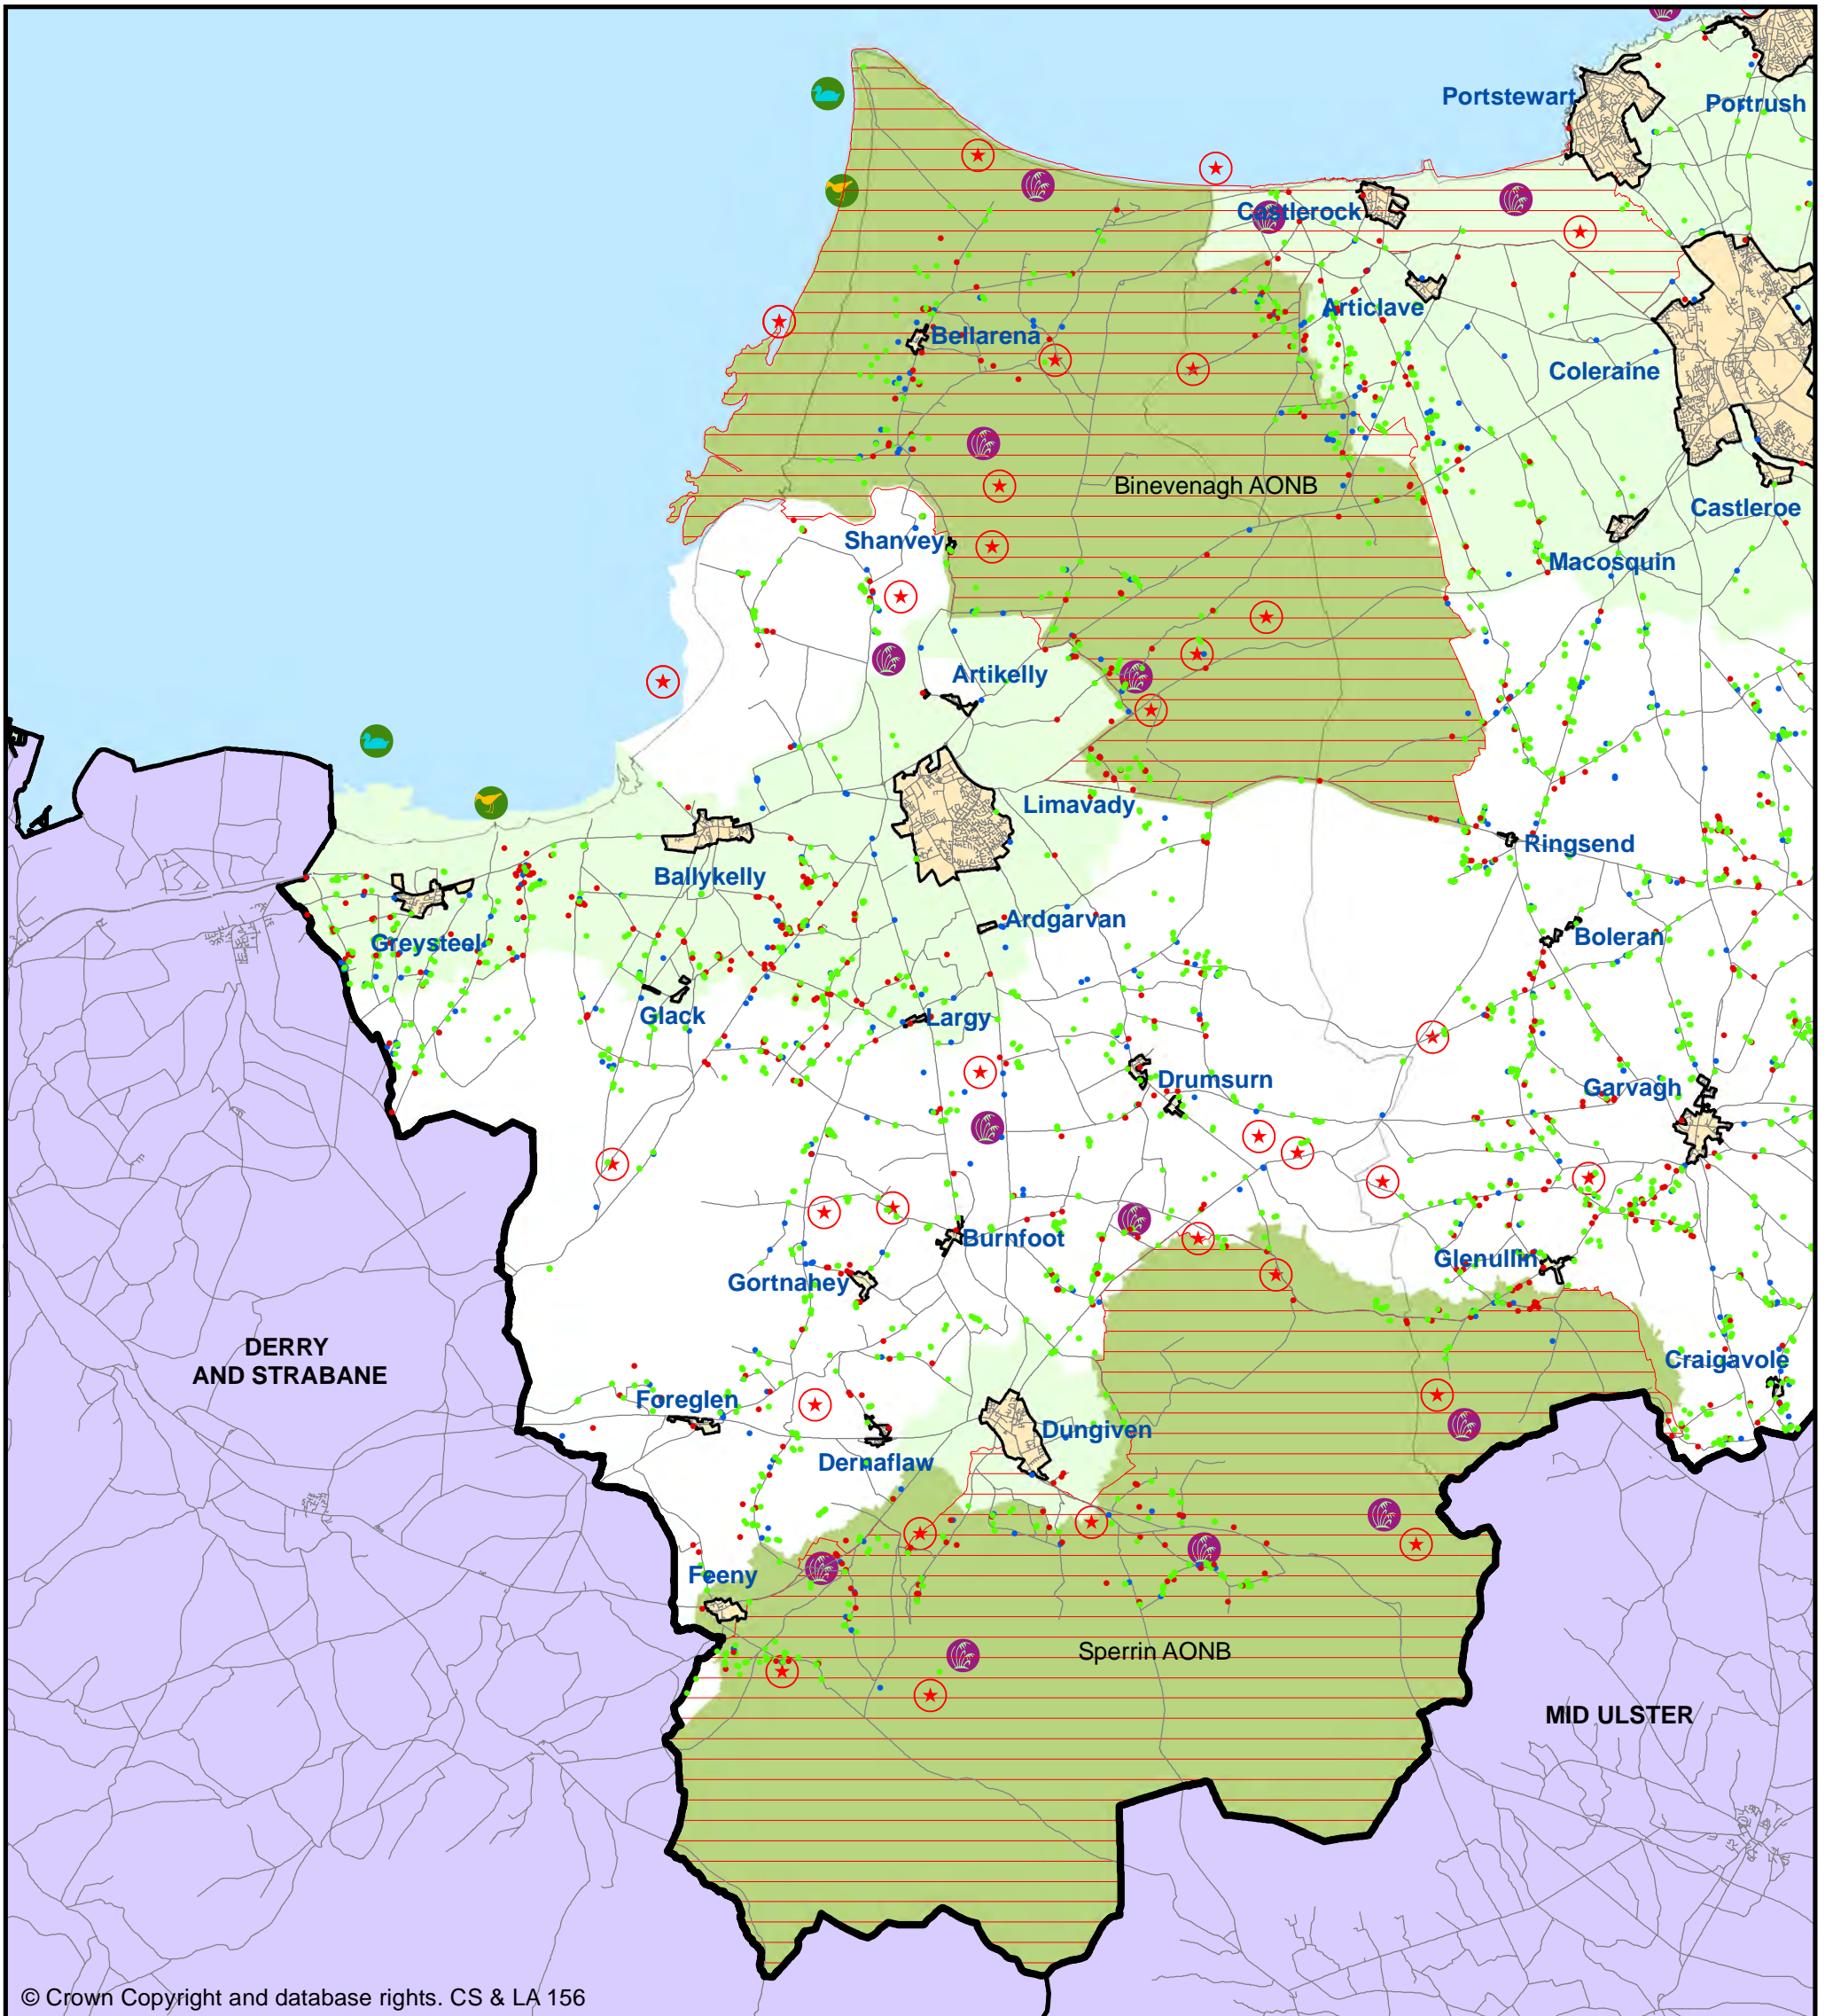 Portstewart
Portrush
Castlerock
Articlave
Bellarena
Coleraine
Binevenagh AONB
Castleroe
Shanvey
Macosquin
Artikelly
Limavady
Ringsend
Ballykelly
Ardgarvan
Boleran
Greysteel
Glack
Largy
Drumsurn
Garvagh
Burnfoot
Glenullin
Gortnahey
DERRY
AND STRABANE
Craigavole
Foreglen
Dungiven
Dernaflaw
Feeny
Sperrin AONB
MID ULSTER
© Crown Copyright and database rights. CS & LA 156